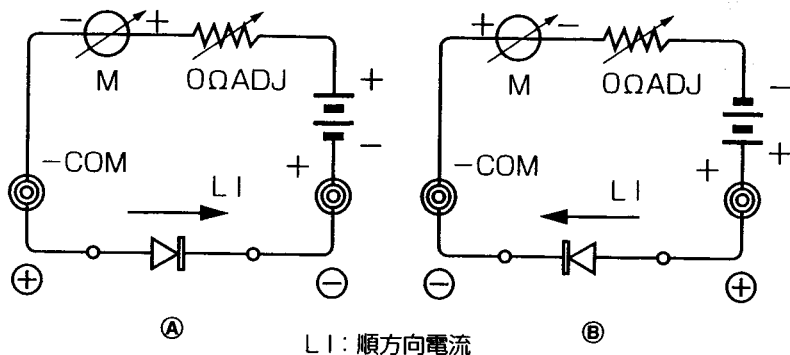 − + + −
M 0ΩADJ M 0ΩADJ
+ −
− +
−COM + −COM +
LI LI
⊕ ⊖ ⊖ ⊕
Ⓐ Ⓑ
LI：順方向電流